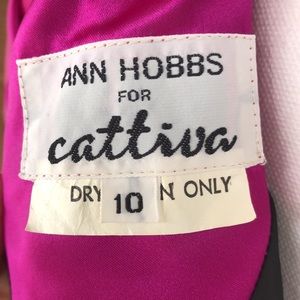 ANN HOBBS
FOR
cattiva
DRY N ONLY
10